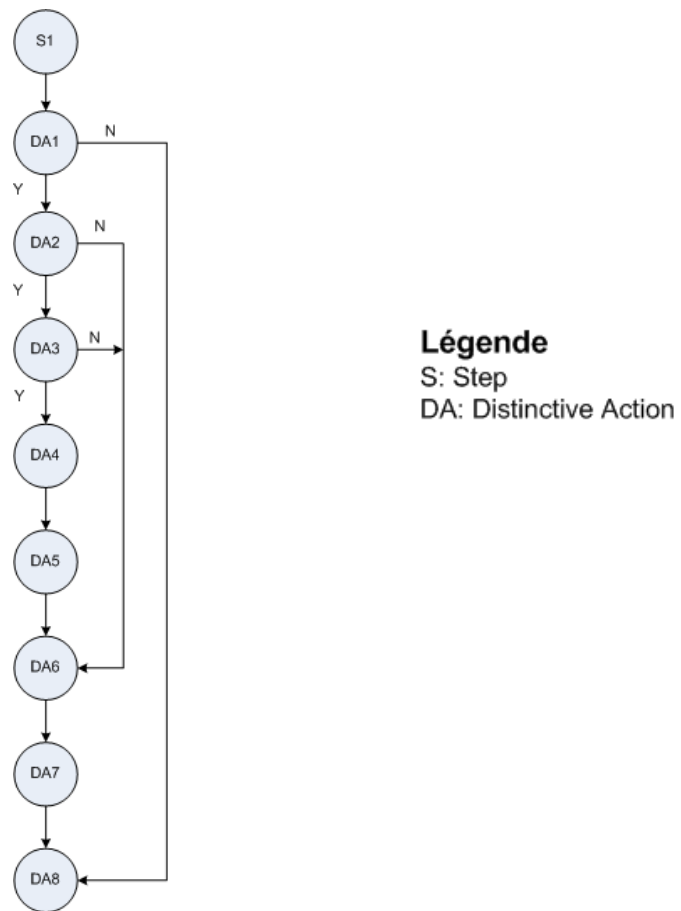 S1
DA1
N
Y
DA2
N
Y
DA3
N
Y
DA4
DA5
DA6
DA7
DA8
Légende
S: Step
DA: Distinctive Action